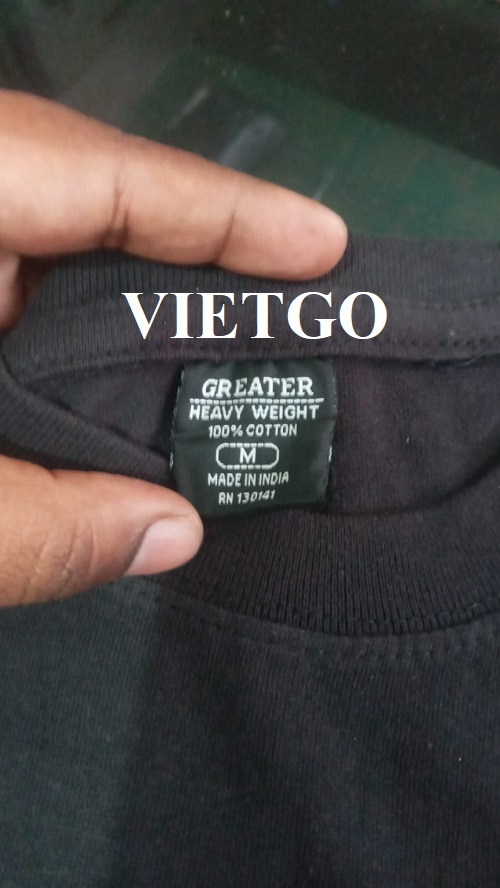 VIETGO
GREATER
HEAVY WEIGHT
100% COTTON
M
MADE IN INDIA
RN 130141